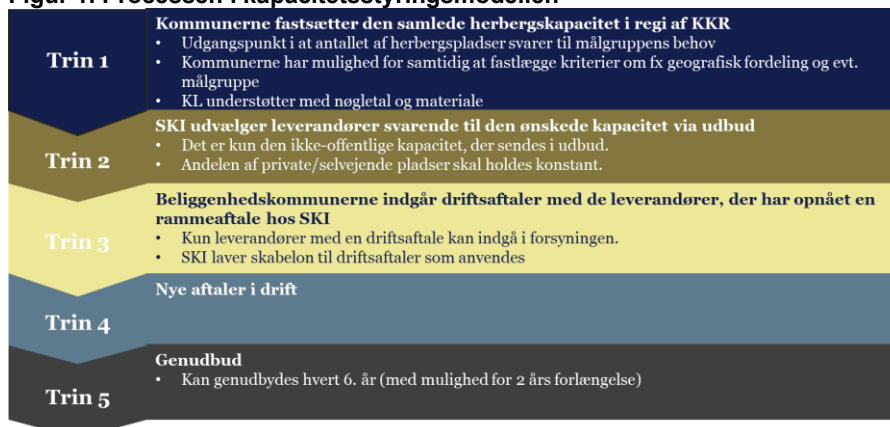 Figur 1. Processen i kapacitetsstyringsmodellen
Trin 1
Kommunerne fastsætter den samlede herbergskapacitet i regi af KKR
• Udgangspunkt i at antallet af herbergspladser svarer til målgruppens behov
• Kommunerne har mulighed for samtidig at fastlægge kriterier om fx geografisk fordeling og evt.
målgruppe
• KL understøtter med nøgletal og materiale
Trin 2
SKI udvælger leverandører svarende til den ønskede kapacitet via udbud
• Det er kun den ikke-offentlige kapacitet, der sendes i udbud.
• Andelen af private/selvejende pladser skal holdes konstant.
Trin 3
Beliggenhedskommunerne indgår driftsaftaler med de leverandører, der har opnået en
rammeaftale hos SKI
• Kun leverandører med en driftsaftale kan indgå i forsyningen.
• SKI laver skabelon til driftsaftaler som anvendes
Trin 4
Nye aftaler i drift
Trin 5
Genudbud
• Kan genudbydes hvert 6. år (med mulighed for 2 års forlængelse)